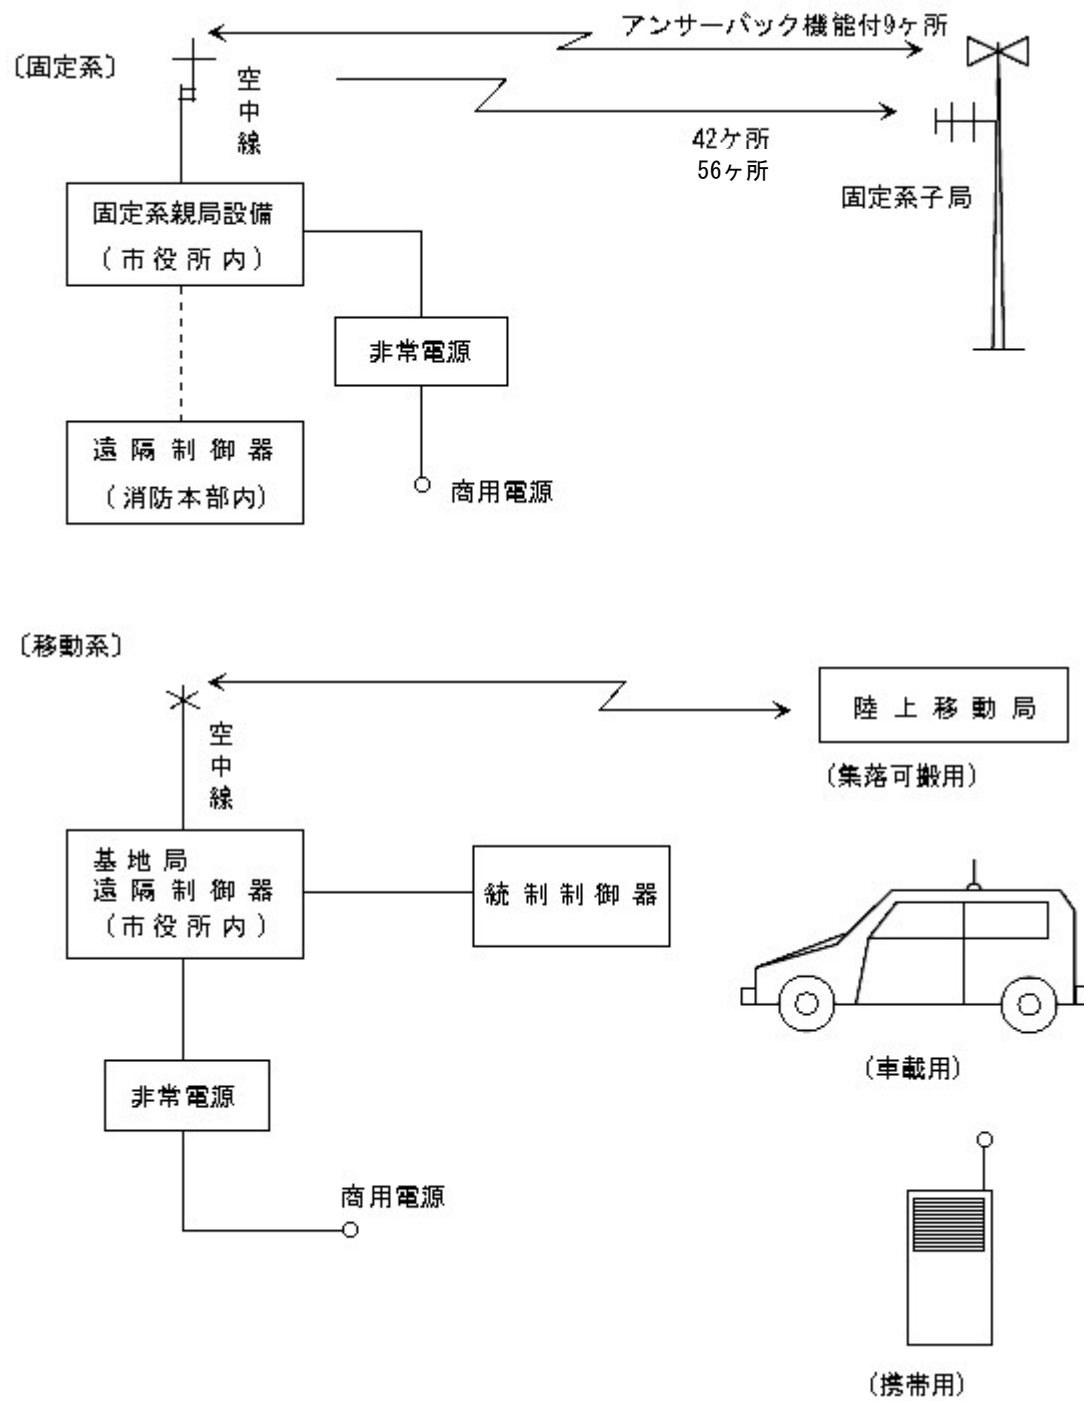 アンサーバック機能付9ヶ所
〔固定系〕
空中線
42ケ所
56ヶ所
固定系子局
固定系親局設備
(市役所内)
非常電源
遠隔制御器
(消防本部内)
商用電源
〔移動系〕
空中線
陸上移動局
(集落可搬用)
基地局
遠隔制御器
(市役所内)
統制制御器
(車載用)
非常電源
商用電源
(携帯用)